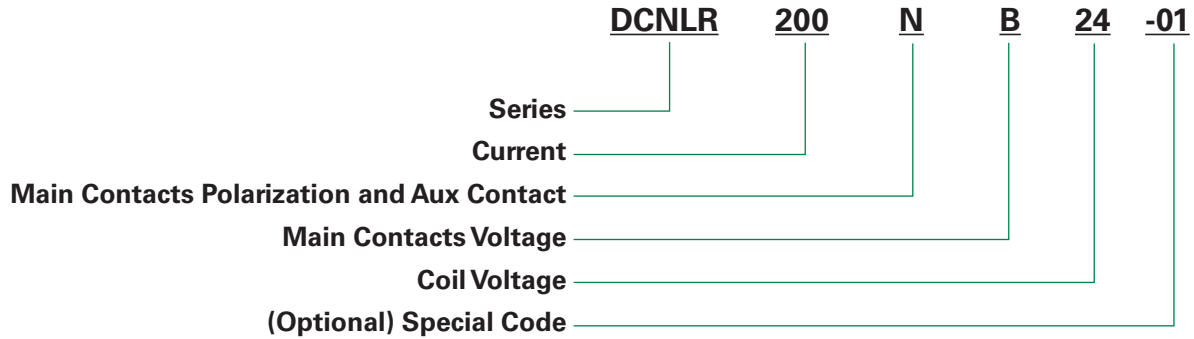 DCNLR 200 N B 24 -01
Series
Current
Main Contacts Polarization and Aux Contact
Main Contacts Voltage
Coil Voltage
(Optional) Special Code